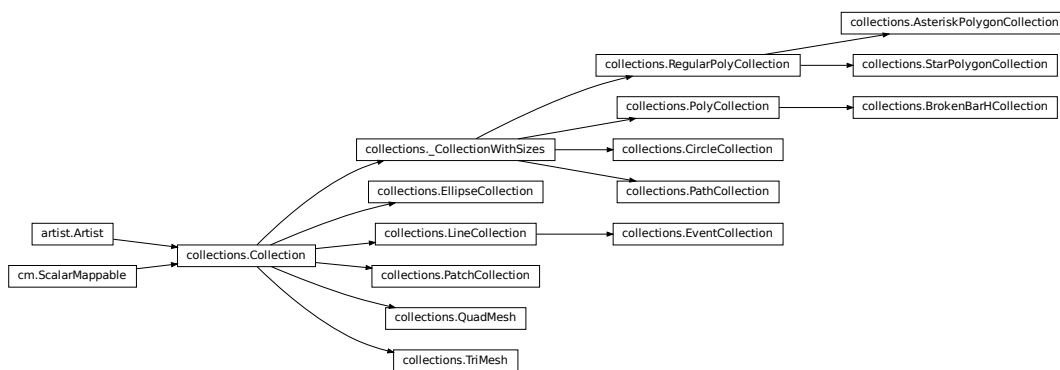 collections.AsteriskPolygonCollection
collections.RegularPolyCollection
collections.StarPolygonCollection
collections.PolyCollection
collections.BrokenBarHCollection
collections._CollectionWithSizes
collections.CircleCollection
collections.EllipseCollection
collections.PathCollection
artist.Artist
collections.LineCollection
collections.EventCollection
collections.Collection
cm.ScalarMappable
collections.PatchCollection
collections.QuadMesh
collections.TriMesh